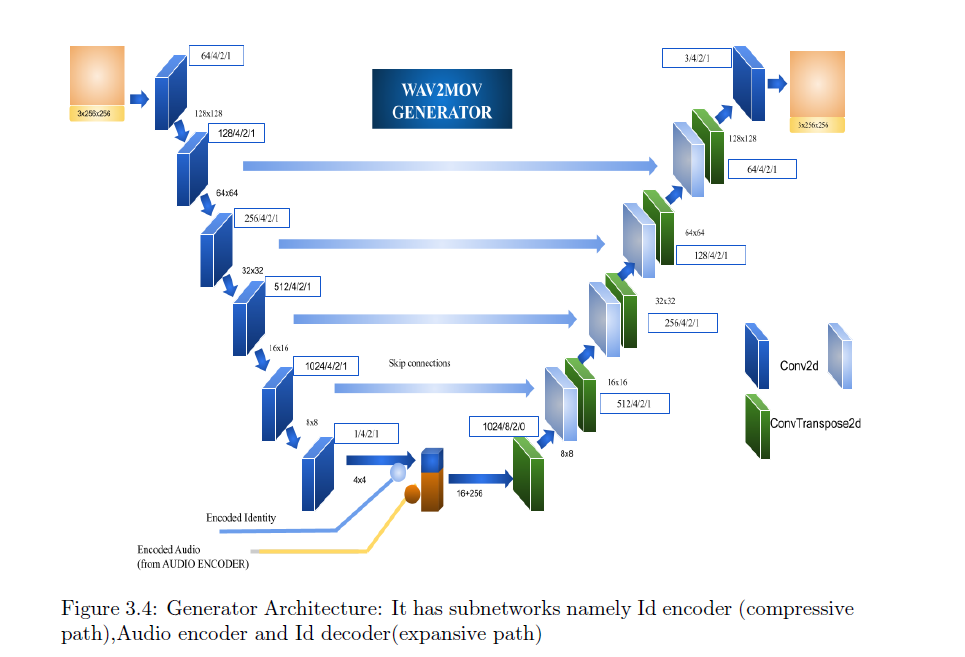 WAV2MOV
GENERATOR
3x256x256
64/4/2/1
128x128
128/4/2/1
64x64
256/4/2/1
32x32
512/4/2/1
16x16
1024/4/2/1
8x8
1/4/2/1
4x4
Encoded Identity
Encoded Audio
(from AUDIO ENCODER)
16+256
1024/8/2/0
8x8
512/4/2/1
16x16
256/4/2/1
32x32
128/4/2/1
64x64
64/4/2/1
128x128
3/4/2/1
3x256x256
Skip connections
Conv2d
ConvTranspose2d
Figure 3.4: Generator Architecture: It has subnetworks namely Id encoder (compressive
path),Audio encoder and Id decoder(expansive path)